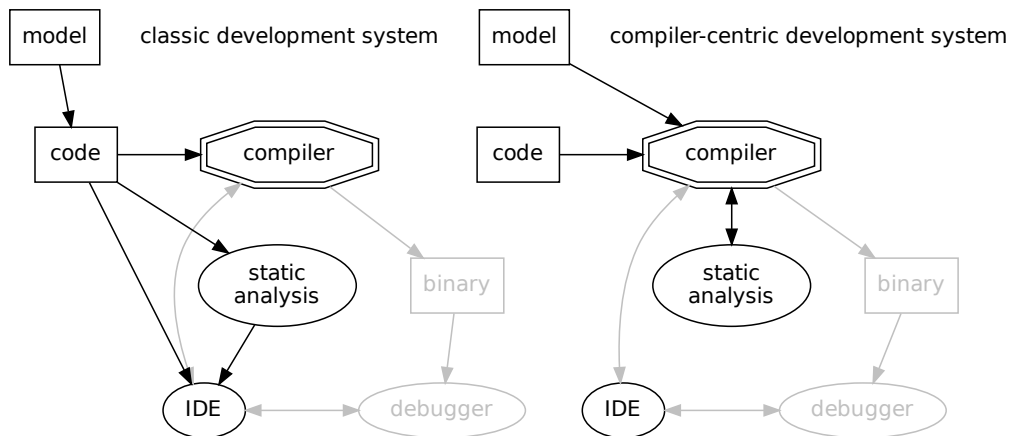 model
classic development system
code
compiler
static
analysis
binary
IDE
debugger
model
compiler-centric development system
code
compiler
static
analysis
binary
IDE
debugger